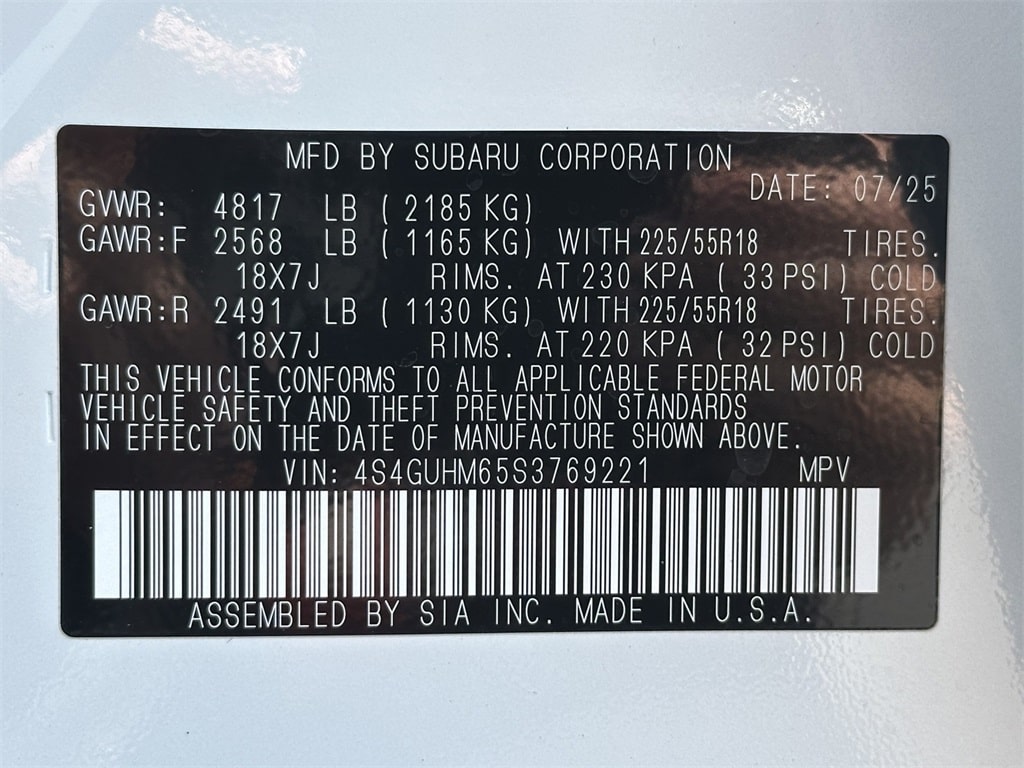 MFD BY SUBARU CORPORATION
DATE: 07/25
GVWR: 4817 LB ( 2185 KG)
GAWR:F 2568 LB ( 1165 KG) WITH 225/55R18 TIRES.
18X7J RIMS. AT 230 KPA ( 33 PSI) COLD
GAWR:R 2491 LB ( 1130 KG) WITH 225/55R18 TIRES.
18X7J RIMS. AT 220 KPA ( 32 PSI) COLD
THIS VEHICLE CONFORMS TO ALL APPLICABLE FEDERAL MOTOR
VEHICLE SAFETY AND THEFT PREVENTION STANDARDS
IN EFFECT ON THE DATE OF MANUFACTURE SHOWN ABOVE.
VIN: 4S4GUHM65S3769221 MPV
ASSEMBLED BY SIA INC. MADE IN U.S.A.